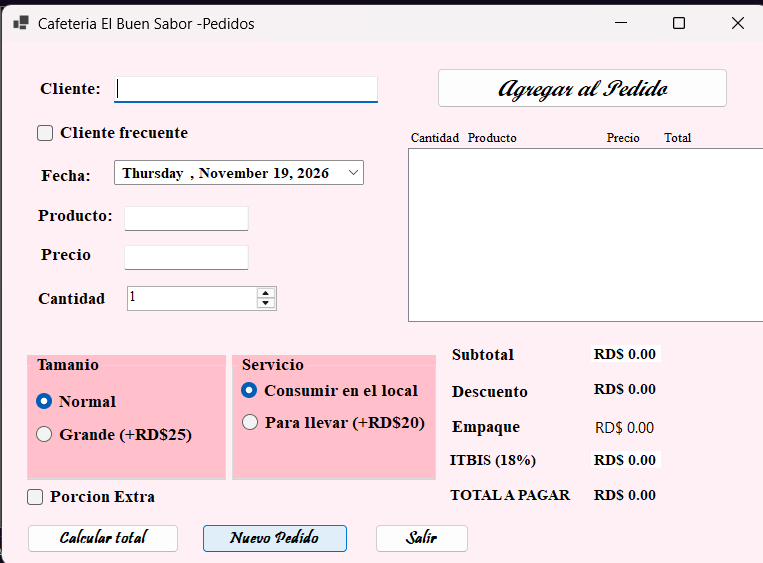 Cafeteria El Buen Sabor -Pedidos
Cliente:
Agregar al Pedido
Cliente frecuente
Cantidad Producto Precio Total
Fecha: Thursday , November 19, 2026
Producto:
Precio
Cantidad 1
Tamanio
Normal
Grande (+RD$25)
Servicio
Consumir en el local
Para llevar (+RD$20)
Subtotal RD$ 0.00
Descuento RD$ 0.00
Empaque RD$ 0.00
ITBIS (18%) RD$ 0.00
TOTAL A PAGAR RD$ 0.00
Porcion Extra
Calcular total
Nuevo Pedido
Salir